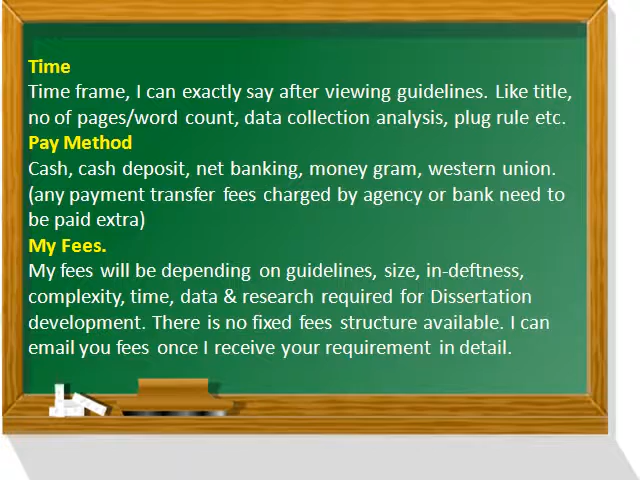 Time
Time frame, I can exactly say after viewing guidelines. Like title,
no of pages/word count, data collection analysis, plug rule etc.
Pay Method
Cash, cash deposit, net banking, money gram, western union.
(any payment transfer fees charged by agency or bank need to
be paid extra)
My Fees.
My fees will be depending on guidelines, size, in-deftness,
complexity, time, data & research required for Dissertation
development. There is no fixed fees structure available. I can
email you fees once I receive your requirement in detail.